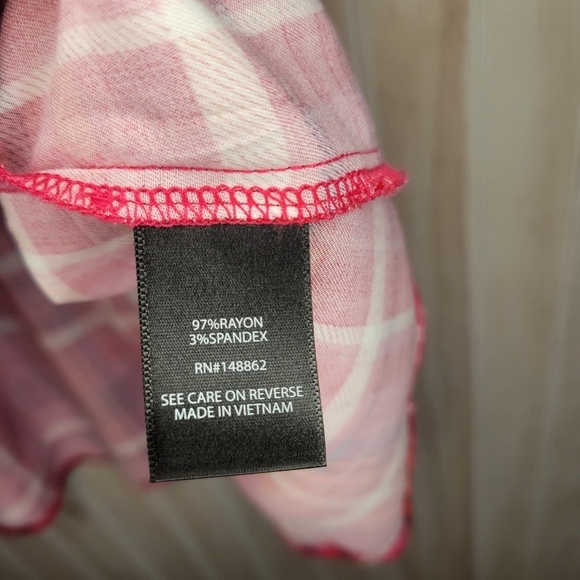 97%RAYON
3%SPANDEX
RN#148862
SEE CARE ON REVERSE
MADE IN VIETNAM